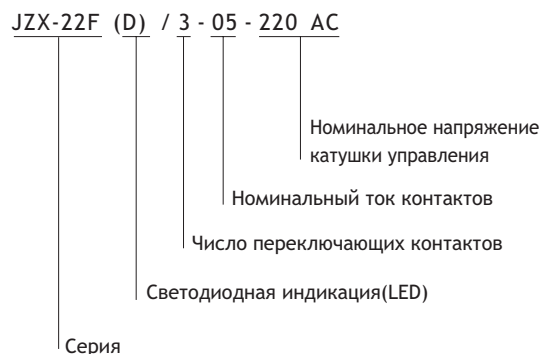 JZX-22F (D) / 3 - 05 - 220 AC
Номинальное напряжение
катушки управления
Номинальный ток контактов
Число переключающих контактов
Светодиодная индикация(LED)
Серия